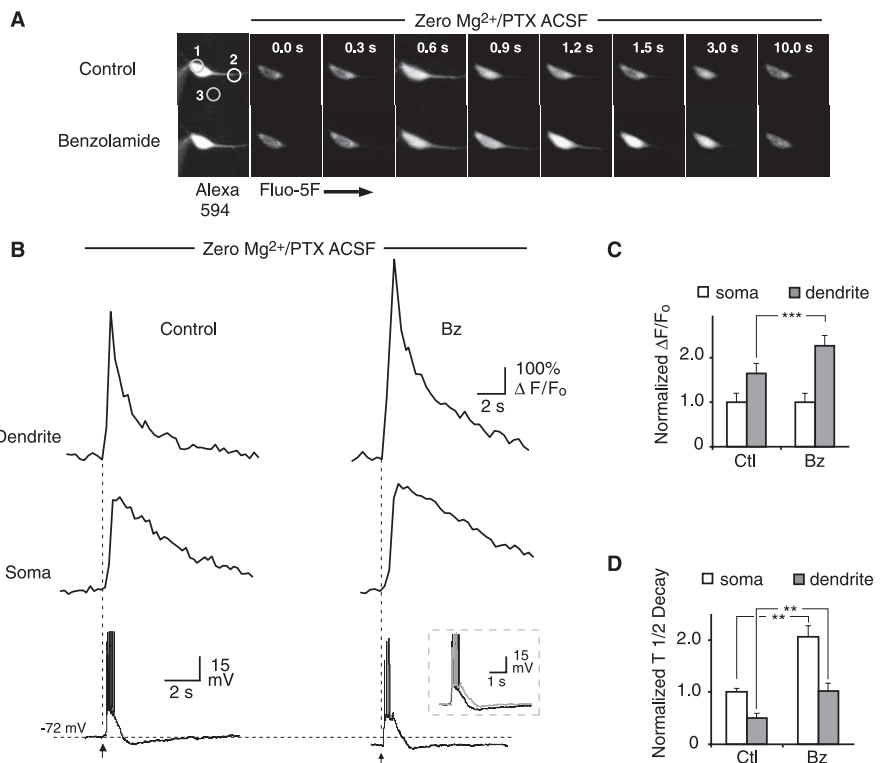 A
Zero Mg2+/PTX ACSF
1
2
3
0.0 s
0.3 s
0.6 s
0.9 s
1.2 s
1.5 s
3.0 s
10.0 s
Control
Benzolamide
Alexa
594
Fluo-5F
B
Zero Mg2+/PTX ACSF
Control
Bz
100%
Δ F/Fo
2 s
Dendrite
Soma
15
mV
2 s
15
mV
1 s
-72 mV
C
soma
dendrite
Normalized ΔF/Fo
***
2.0
1.0
0
Ctl
Bz
D
soma
dendrite
Normalized T 1/2 Decay
**
**
2.0
1.0
0
Ctl
Bz